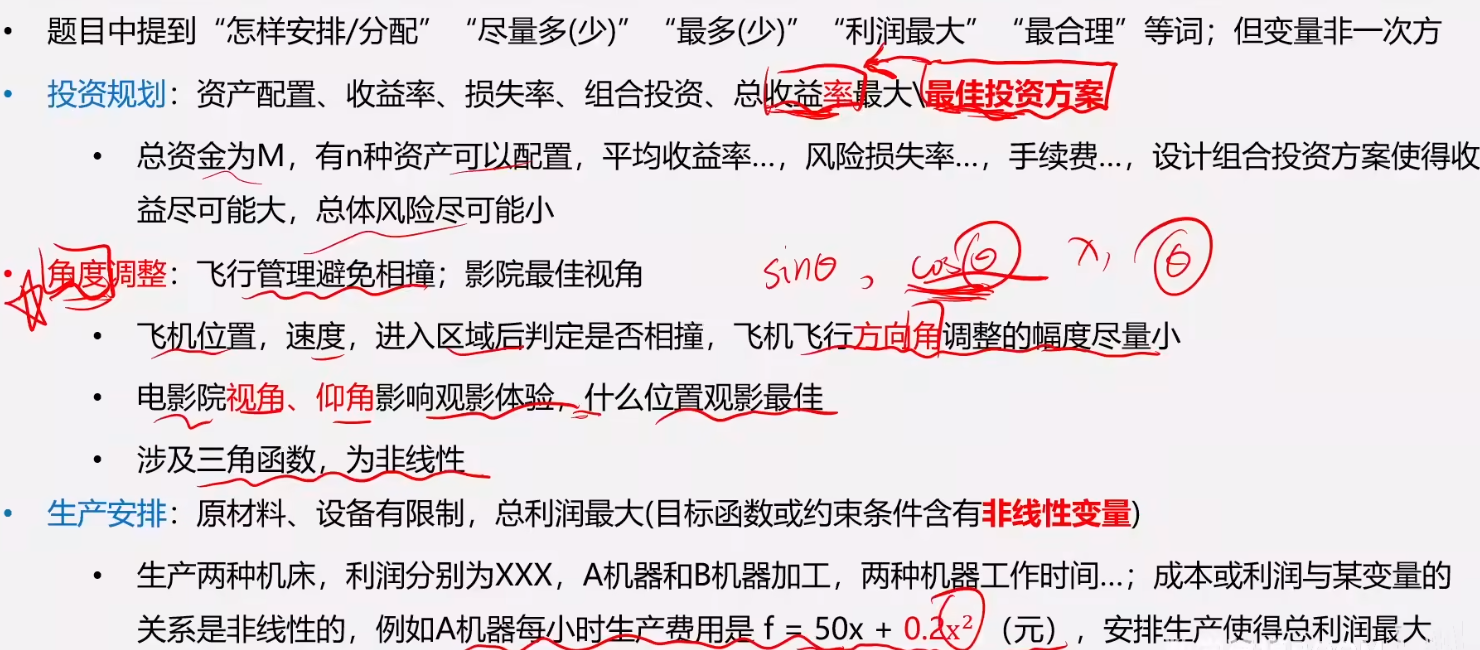 • 题目中提到“怎样安排/分配”“尽量多(少)”“最多(少)”“利润最大”“最合理”等词；但变量非一次方
• 投资规划：资产配置、收益率、损失率、组合投资、总收益率最大\最佳投资方案
• 总资金为M，有n种资产可以配置，平均收益率...，风险损失率...，手续费...，设计组合投资方案使得收
益尽可能大，总体风险尽可能小
• 角度调整：飞行管理避免相撞；影院最佳视角
sinθ , cosθ x, θ
• 飞机位置，速度，进入区域后判定是否相撞，飞机飞行方向角调整的幅度尽量小
• 电影院视角、仰角影响观影体验，什么位置观影最佳
• 涉及三角函数，为非线性
• 生产安排：原材料、设备有限制，总利润最大(目标函数或约束条件含有非线性变量)
• 生产两种机床，利润分别为XXX，A机器和B机器加工，两种机器工作时间...；成本或利润与某变量的
关系是非线性的，例如A机器每小时生产费用是 f = 50x + 0.2x²（元），安排生产使得总利润最大